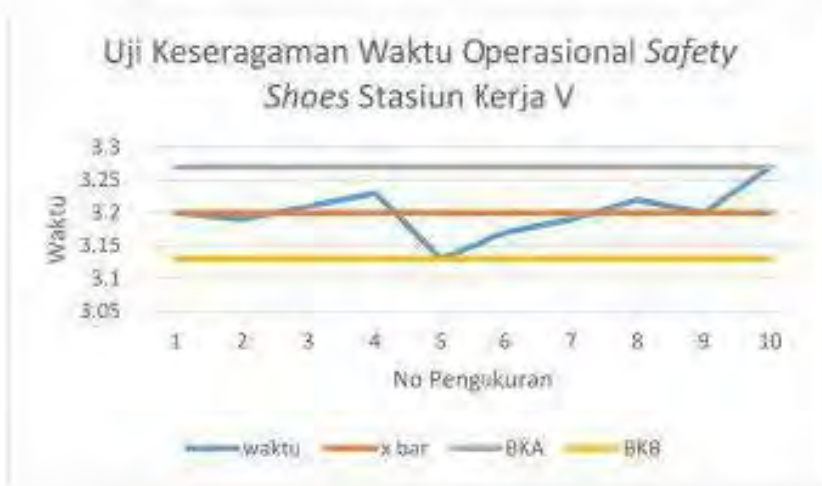 Uji Keseragaman Waktu Operasional Safety
Shoes Stasiun Kerja V
3.3
3.25
3.2
3.15
3.1
3.05
Waktu
1 2 3 4 5 6 7 8 9 10
No Pengukuran
waktu x bar BKA BKB